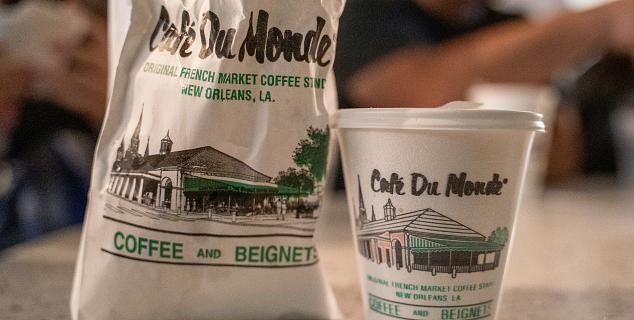 Café Du Monde®
ORIGINAL FRENCH MARKET COFFEE STAND
NEW ORLEANS, LA.
COFFEE AND BEIGNETS
Café Du Monde®
ORIGINAL FRENCH MARKET COFFEE STAND
NEW ORLEANS LA
COFFEE AND BEIGNETS